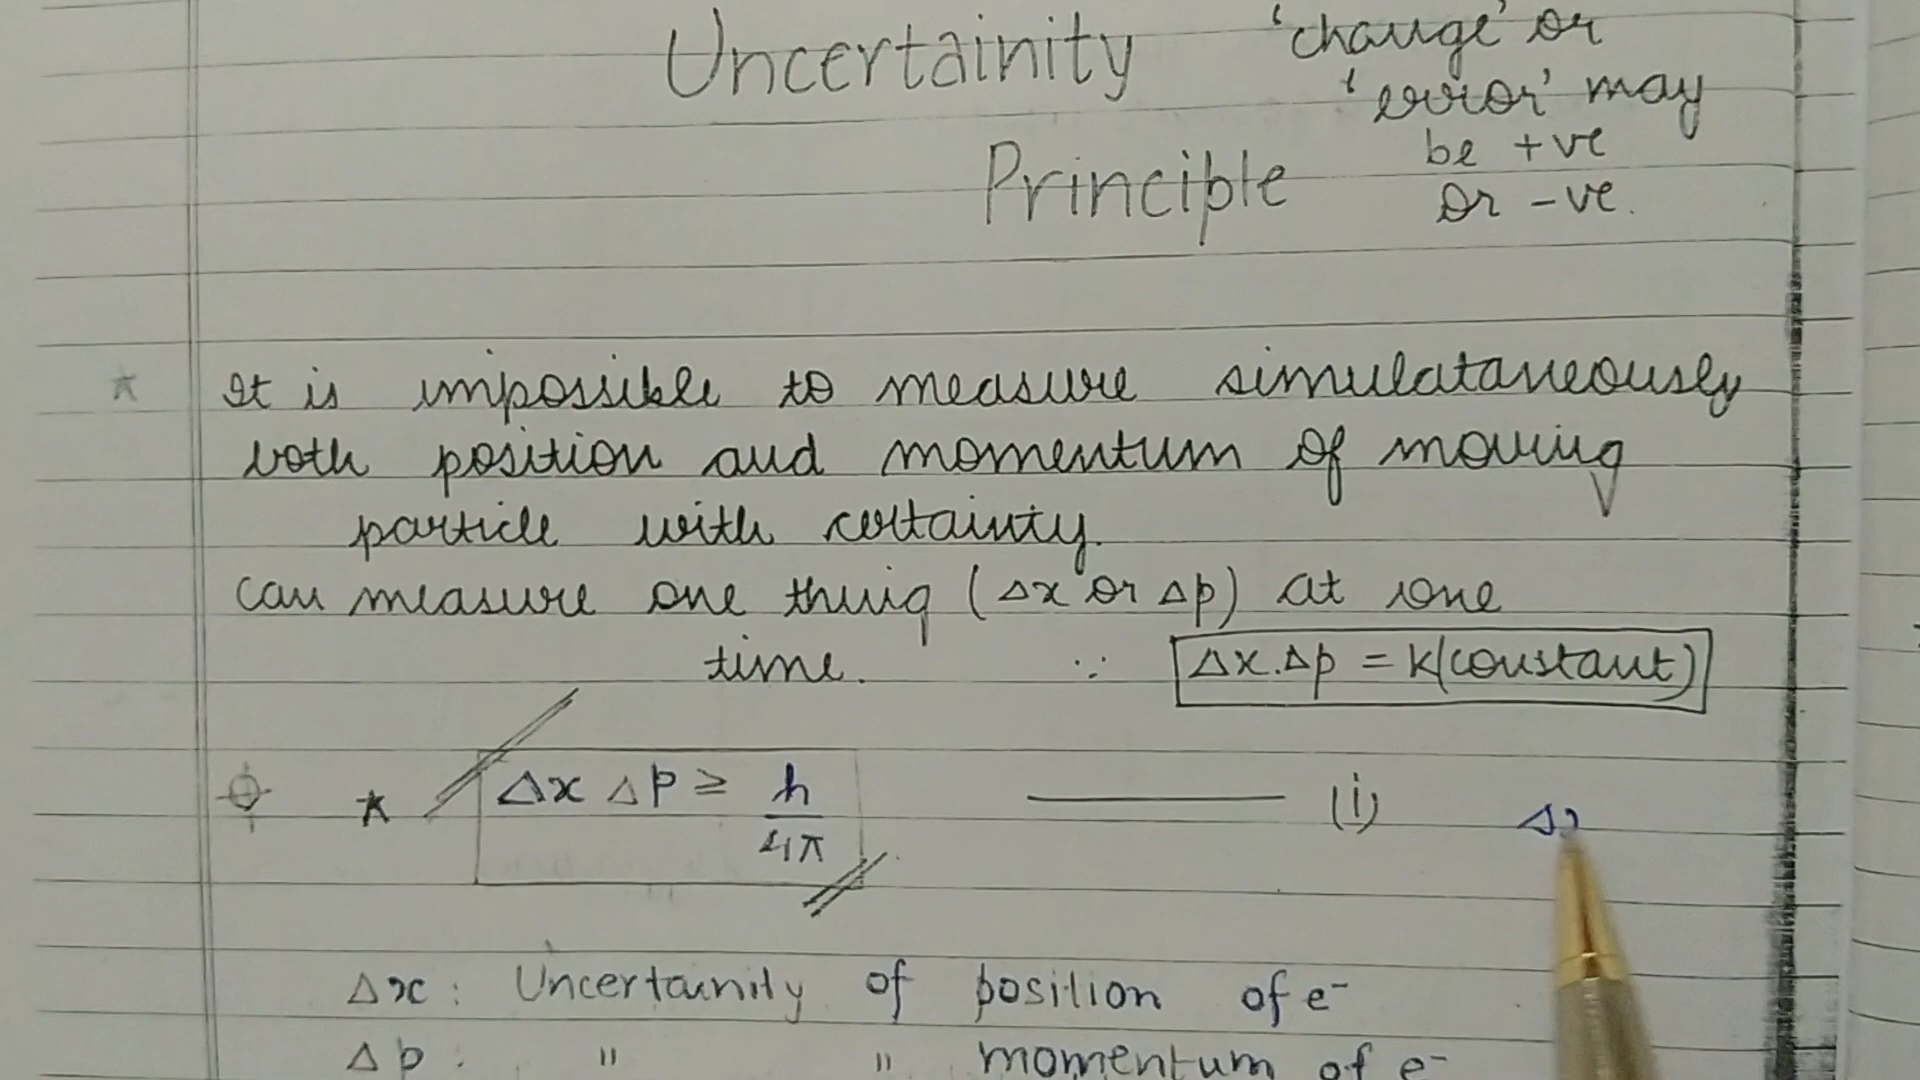 Uncertainity
Principle
'change' or
'error' may
be +ve
or -ve.
* It is impossible to measure simulataneously
both position and momentum of moving
particle with certainty.
can measure one thing (Δx or Δp) at one
time. ∵ Δx.Δp = K(constant)
* Δx Δp ≥ h/4π ——— (i) Δx
Δx : Uncertainity of position of e⁻
Δp : " " momentum of e⁻